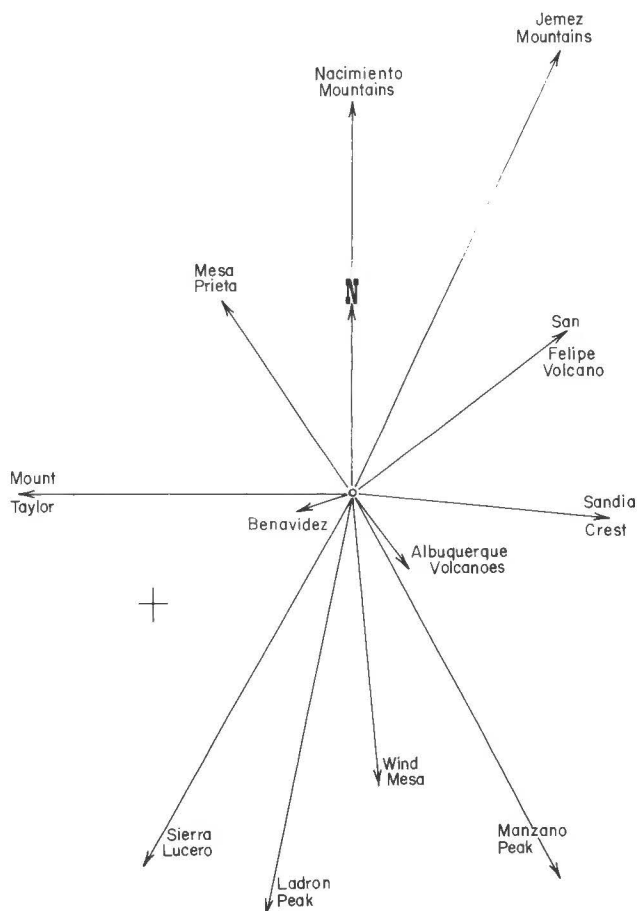 Jemez
Mountains
Nacimiento
Mountains
Mesa
Prieta
N
San
Felipe
Volcano
Mount
Taylor
Benavidez
Sandia
Crest
Albuquerque
Volcanoes
Wind
Mesa
Sierra
Lucero
Manzano
Peak
Ladron
Peak